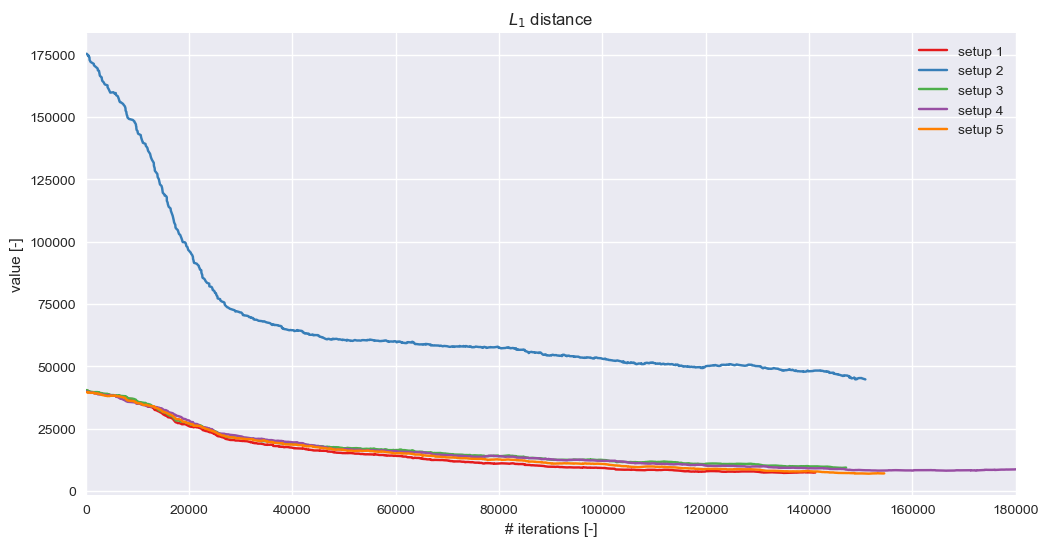 L₁ distance
175000
150000
125000
100000
75000
50000
25000
0
value [-]
setup 1
setup 2
setup 3
setup 4
setup 5
0 20000 40000 60000 80000 100000 120000 140000 160000 180000
# iterations [-]